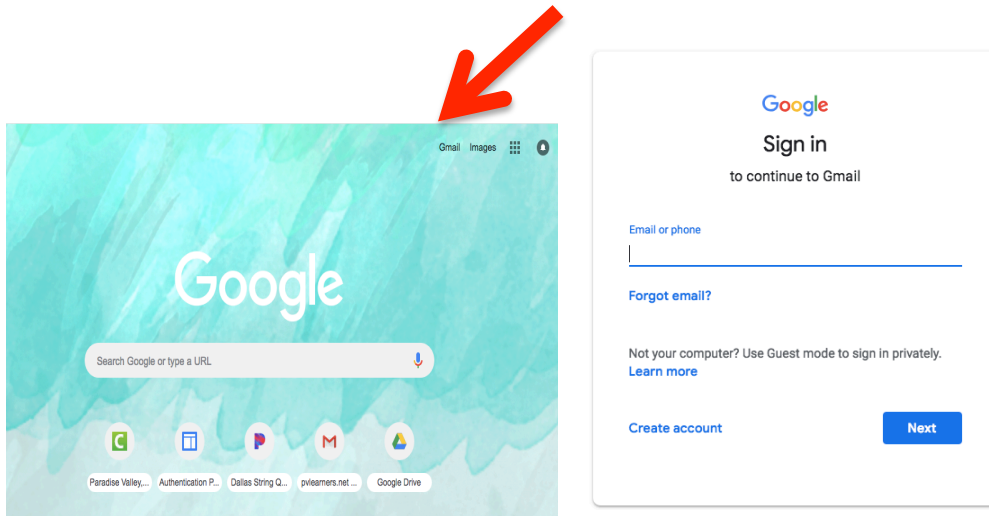 Gmail Images
Google
Search Google or type a URL
Paradise Valley,... Authentication P... Dallas String Q... pvlearners.net ... Google Drive
Google
Sign in
to continue to Gmail
Email or phone
Forgot email?
Not your computer? Use Guest mode to sign in privately.
Learn more
Create account Next